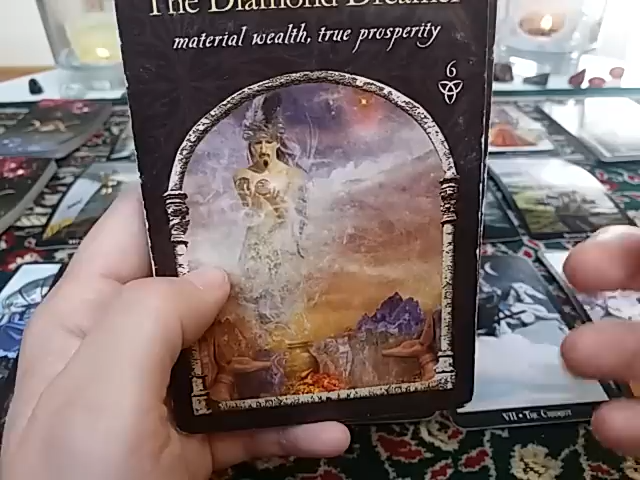 The Diamond Dreamer
material wealth, true prosperity
6
VII • The Chariot